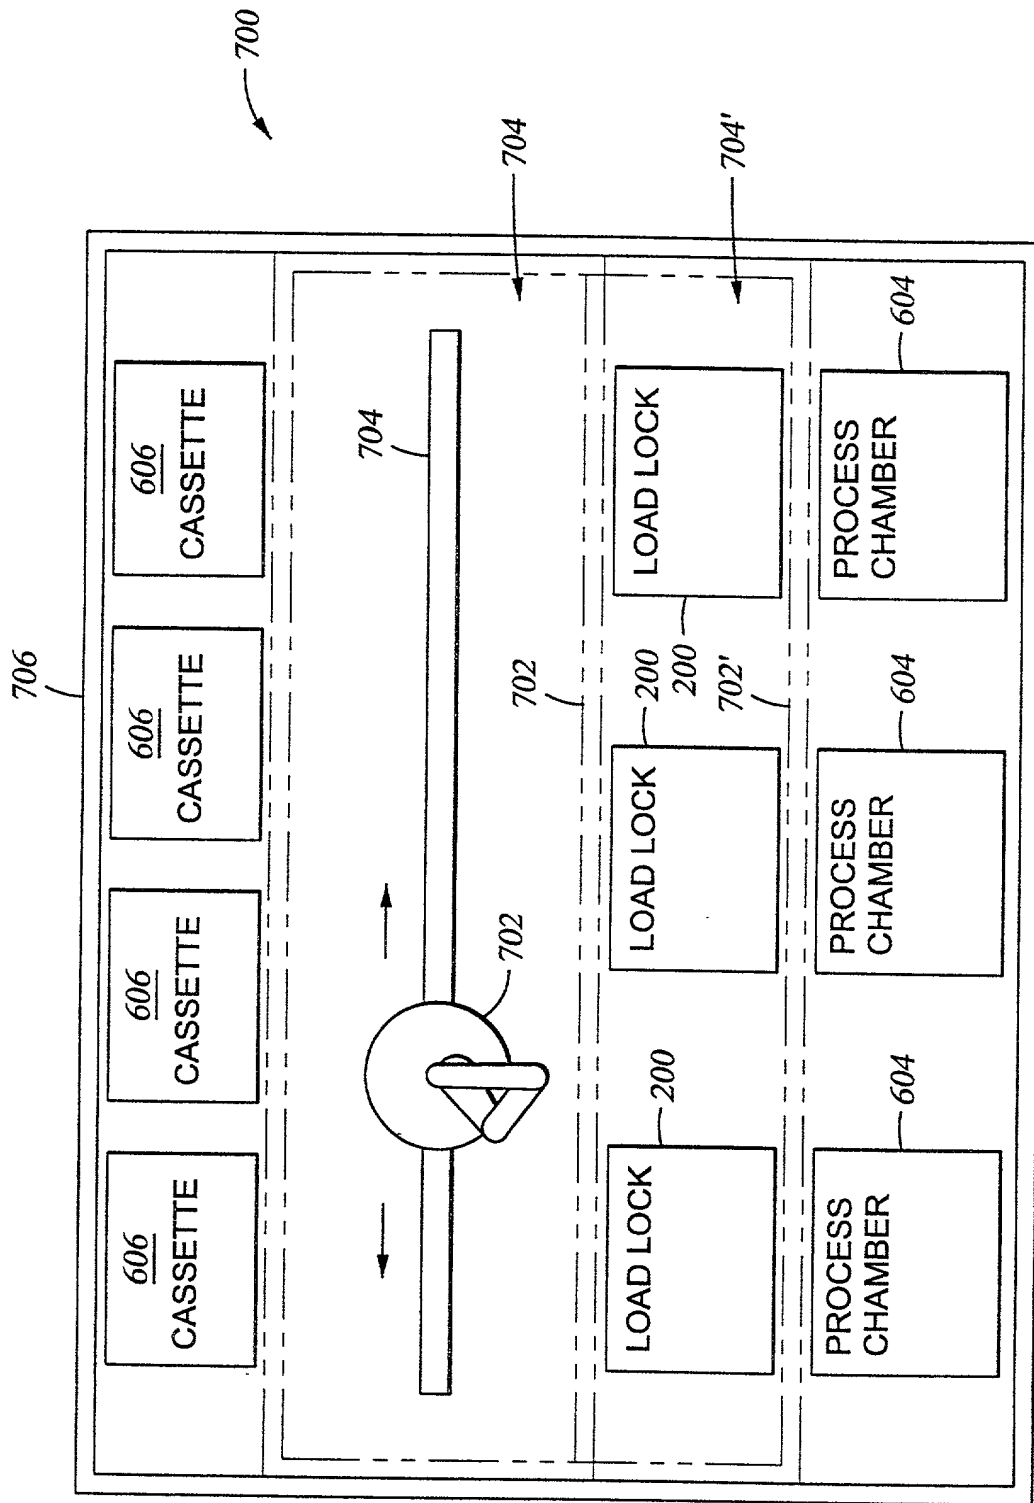 700
706
704
704'
606
CASSETTE
606
CASSETTE
606
CASSETTE
606
CASSETTE
704
702
702
702'
200
LOAD LOCK
200
LOAD LOCK
200
LOAD LOCK
604
PROCESS
CHAMBER
604
PROCESS
CHAMBER
604
PROCESS
CHAMBER